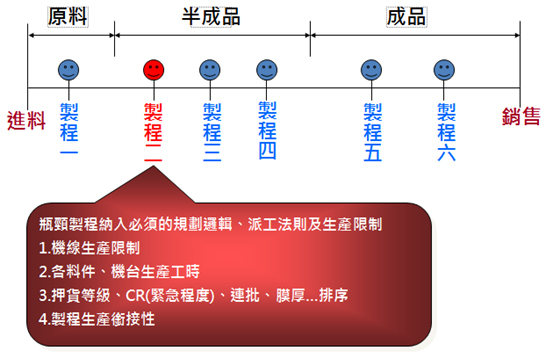 原料 半成品 成品
進料 製程一 製程二 製程三 製程四 製程五 製程六 銷售
瓶頸製程納入必須的規劃邏輯、派工法則及生產限制
1.機線生產限制
2.各料件、機台生產工時
3.押貨等級、CR(緊急程度)、連批、膜厚...排序
4.製程生產銜接性